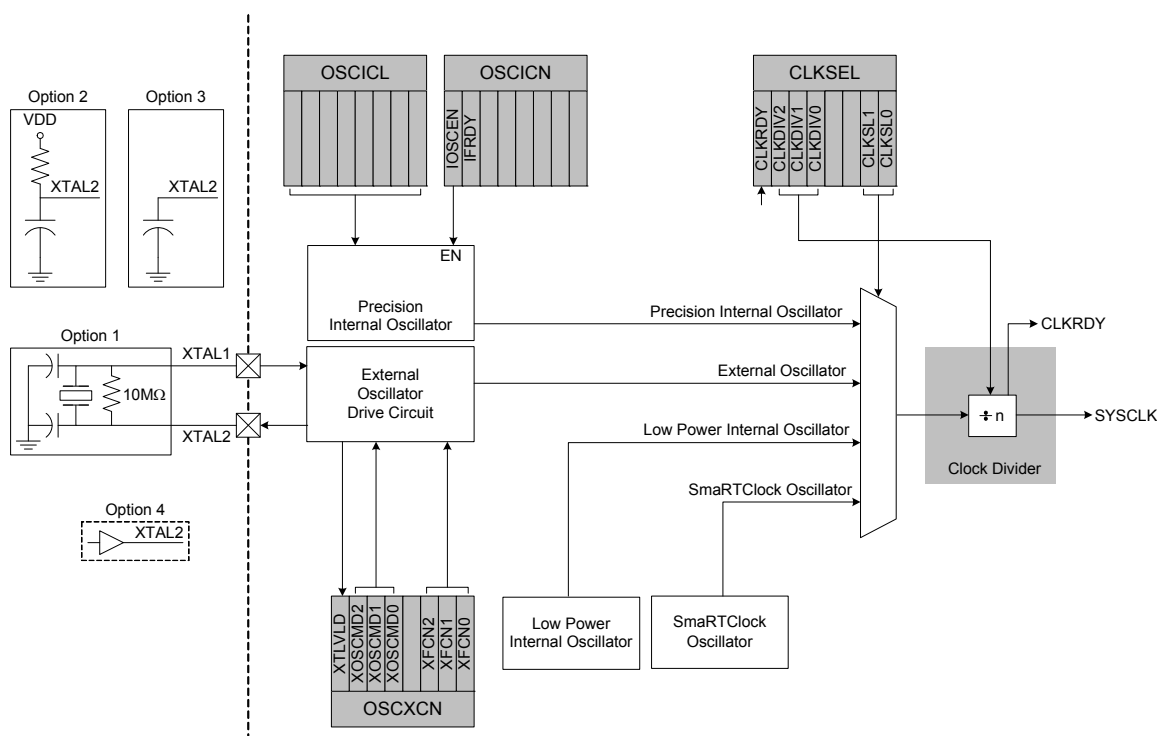 OSCICL
OSCICN
CLKSEL
Option 2
Option 3
VDD
XTAL2
XTAL2
IOSCEN
IFRDY
CLKRDY
CLKDIV2
CLKDIV1
CLKDIV0
CLKSL1
CLKSL0
EN
Precision
Internal Oscillator
Precision Internal Oscillator
CLKRDY
Option 1
XTAL1
10MΩ
XTAL2
External
Oscillator
Drive Circuit
External Oscillator
÷ n
SYSCLK
Low Power Internal Oscillator
Clock Divider
SmaRTClock Oscillator
Option 4
XTAL2
XTLVLD
XOSCMD2
XOSCMD1
XOSCMD0
XFCN2
XFCN1
XFCN0
OSCXCN
Low Power
Internal Oscillator
SmaRTClock
Oscillator